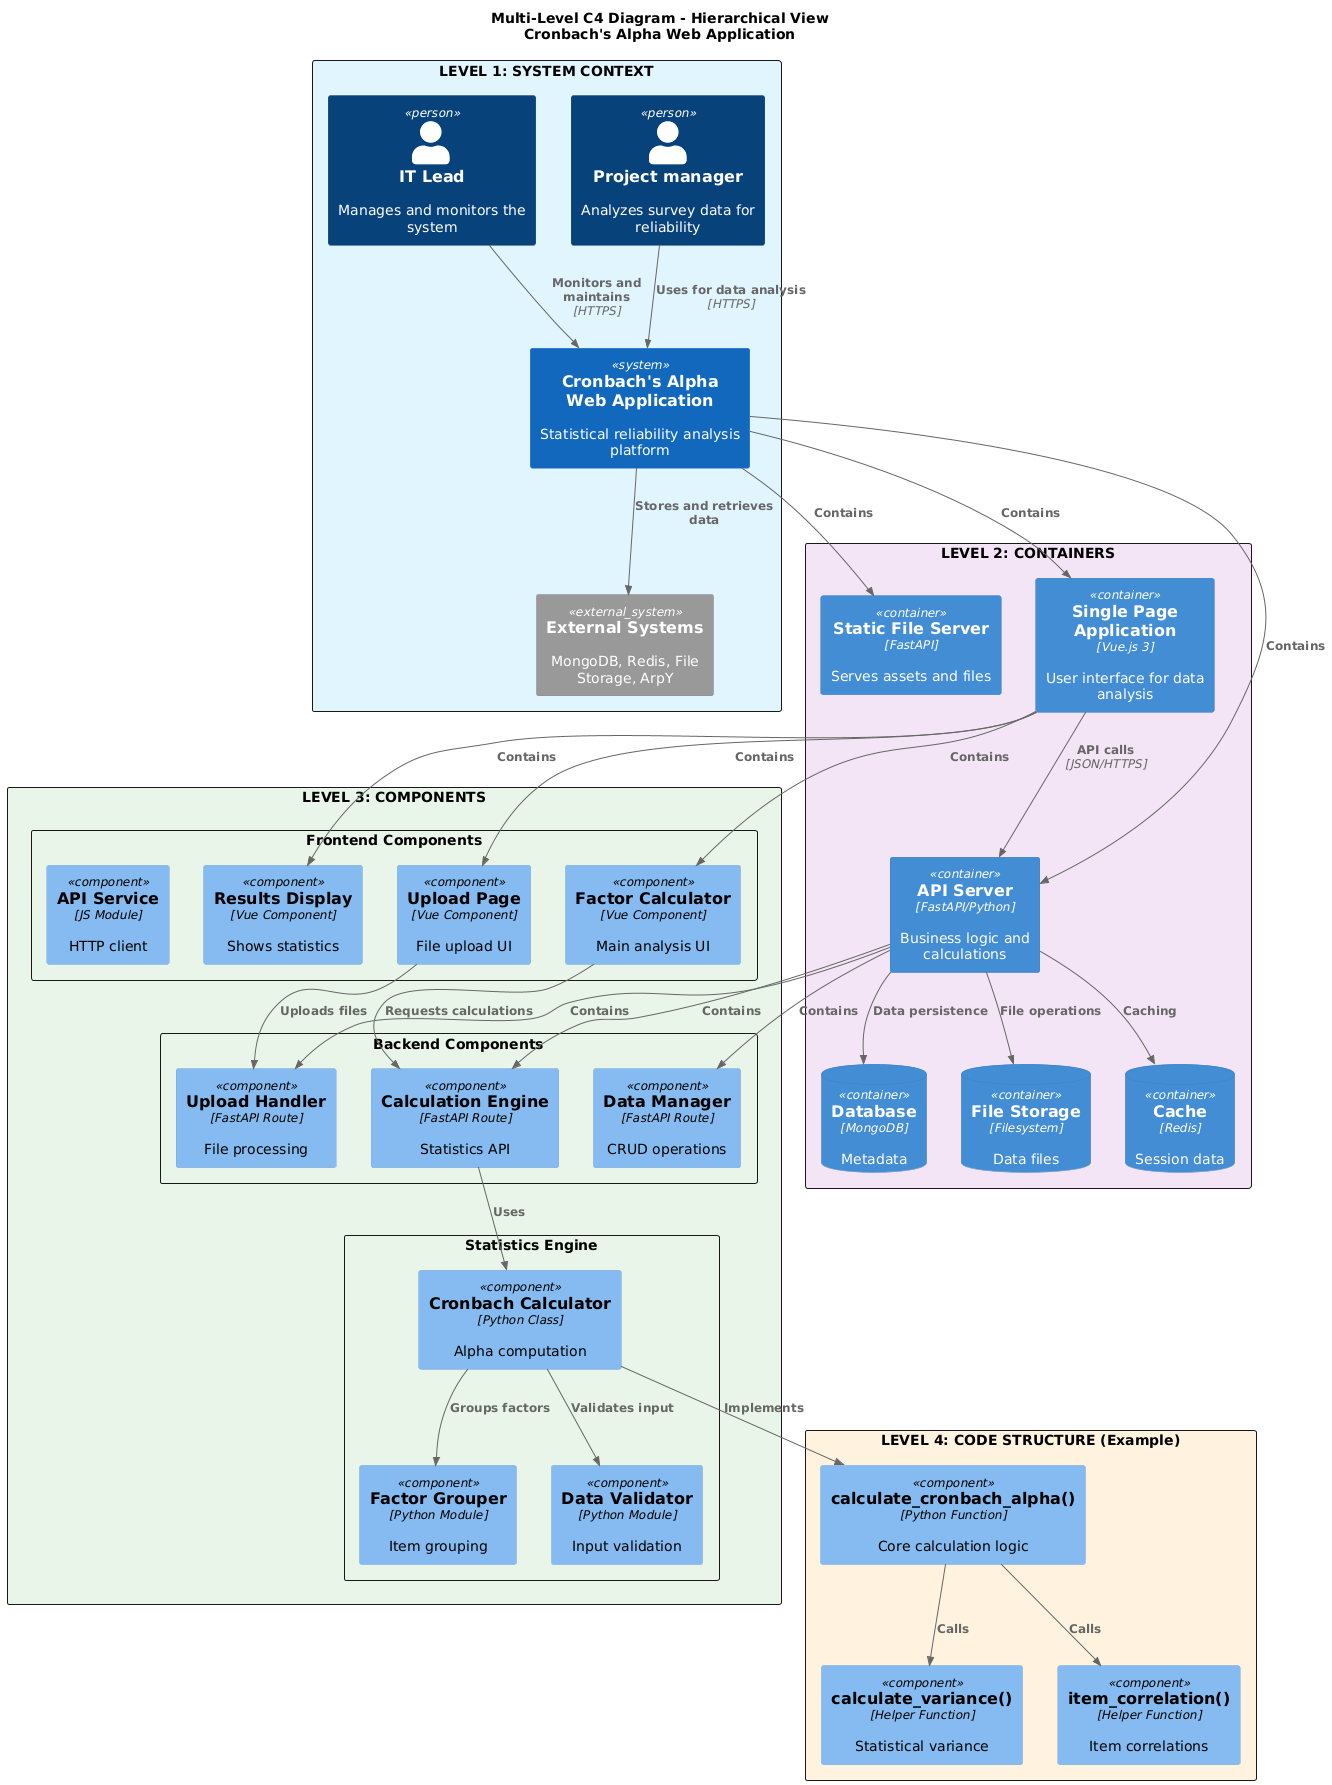 Multi-Level C4 Diagram - Hierarchical View
Cronbach's Alpha Web Application
LEVEL 1: SYSTEM CONTEXT
«person»
IT Lead
Manages and monitors the
system
«person»
Project manager
Analyzes survey data for
reliability
Monitors and
maintains
[HTTPS]
Uses for data analysis
[HTTPS]
«system»
Cronbach's Alpha
Web Application
Statistical reliability analysis
platform
Stores and retrieves
data
Contains
Contains
Contains
«external_system»
External Systems
MongoDB, Redis, File
Storage, ArpY
LEVEL 2: CONTAINERS
«container»
Static File Server
[FastAPI]
Serves assets and files
«container»
Single Page
Application
[Vue.js 3]
User interface for data
analysis
Contains
Contains
Contains
API calls
[JSON/HTTPS]
«container»
API Server
[FastAPI/Python]
Business logic and
calculations
Data persistence
File operations
Caching
«container»
Database
[MongoDB]
Metadata
«container»
File Storage
[Filesystem]
Data files
«container»
Cache
[Redis]
Session data
LEVEL 3: COMPONENTS
Frontend Components
«component»
API Service
[JS Module]
HTTP client
«component»
Results Display
[Vue Component]
Shows statistics
«component»
Upload Page
[Vue Component]
File upload UI
«component»
Factor Calculator
[Vue Component]
Main analysis UI
Uploads files
Requests calculations
Contains
Contains
Contains
Backend Components
«component»
Upload Handler
[FastAPI Route]
File processing
«component»
Calculation Engine
[FastAPI Route]
Statistics API
«component»
Data Manager
[FastAPI Route]
CRUD operations
Uses
Statistics Engine
«component»
Cronbach Calculator
[Python Class]
Alpha computation
Groups factors
Validates input
Implements
«component»
Factor Grouper
[Python Module]
Item grouping
«component»
Data Validator
[Python Module]
Input validation
LEVEL 4: CODE STRUCTURE (Example)
«component»
calculate_cronbach_alpha()
[Python Function]
Core calculation logic
Calls
Calls
«component»
calculate_variance()
[Helper Function]
Statistical variance
«component»
item_correlation()
[Helper Function]
Item correlations